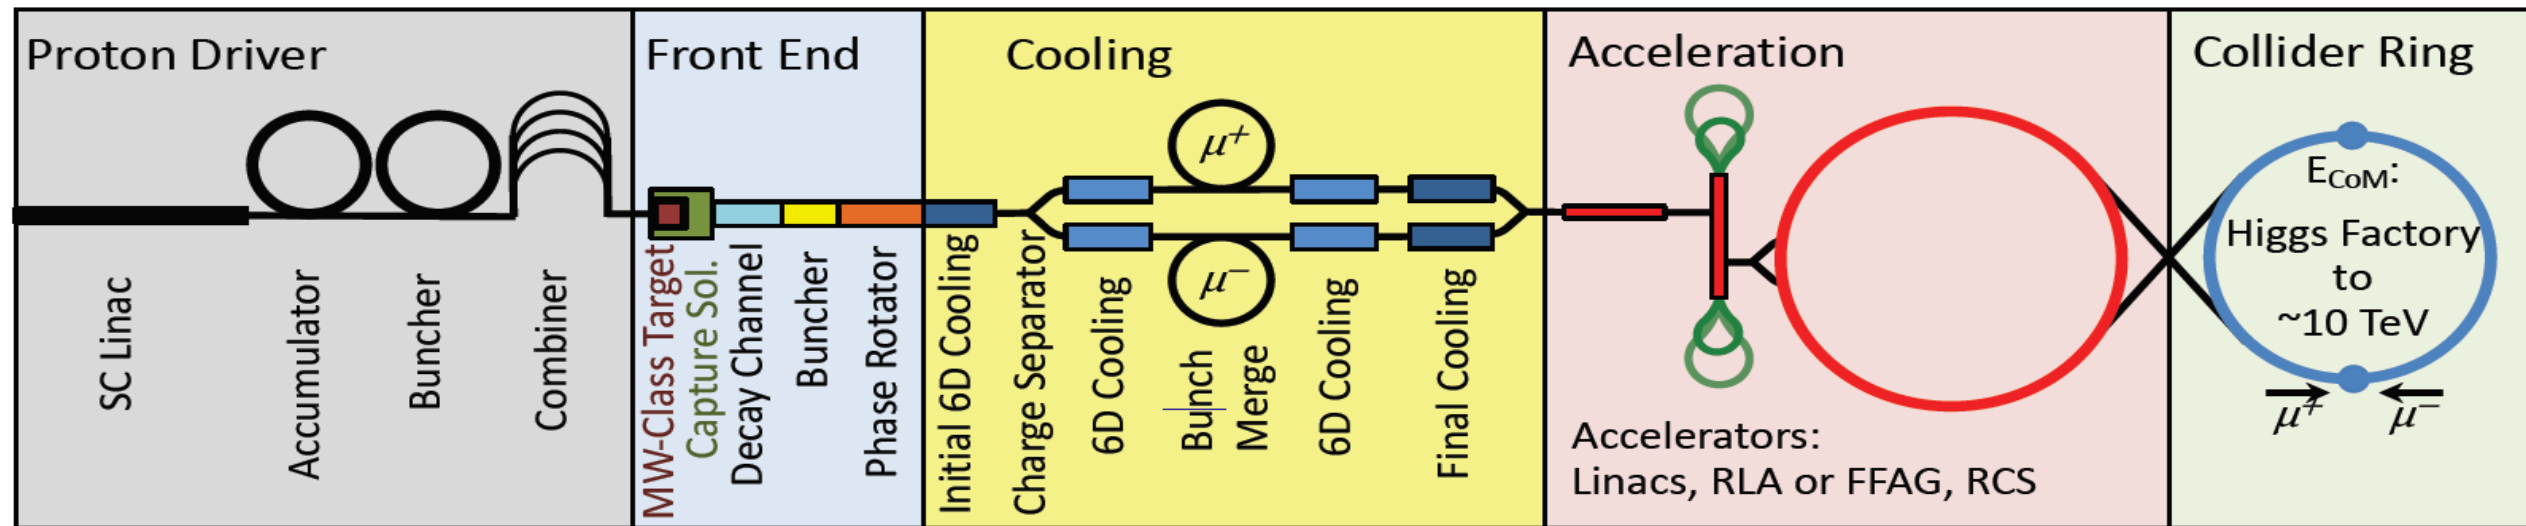 Proton Driver
SC Linac
Accumulator
Buncher
Combiner
Front End
MW-Class Target
Capture Sol.
Decay Channel
Buncher
Phase Rotator
Cooling
μ+
μ−
Initial 6D Cooling
Charge Separator
6D Cooling
Bunch
Merge
6D Cooling
Final Cooling
Acceleration
Accelerators:
Linacs, RLA or FFAG, RCS
Collider Ring
ECoM:
Higgs Factory
to
~10 TeV
μ+
μ−